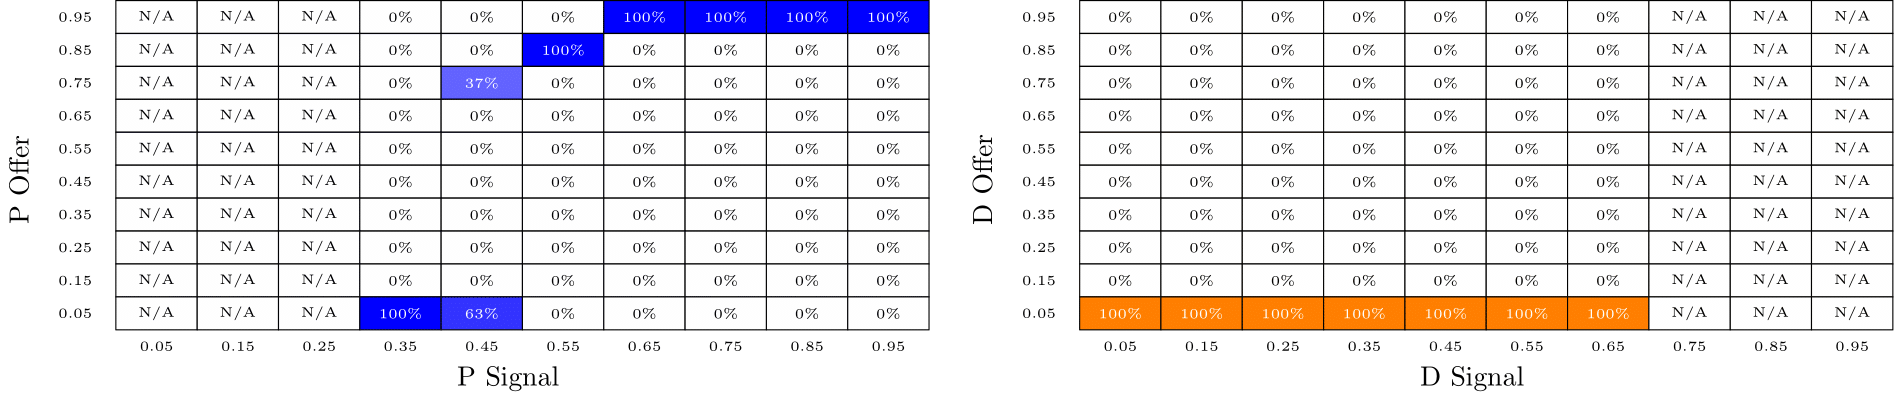 P Offer
0.95 N/A N/A N/A 0% 0% 0% 100% 100% 100% 100%
0.85 N/A N/A N/A 0% 0% 100% 0% 0% 0% 0%
0.75 N/A N/A N/A 0% 37% 0% 0% 0% 0% 0%
0.65 N/A N/A N/A 0% 0% 0% 0% 0% 0% 0%
0.55 N/A N/A N/A 0% 0% 0% 0% 0% 0% 0%
0.45 N/A N/A N/A 0% 0% 0% 0% 0% 0% 0%
0.35 N/A N/A N/A 0% 0% 0% 0% 0% 0% 0%
0.25 N/A N/A N/A 0% 0% 0% 0% 0% 0% 0%
0.15 N/A N/A N/A 0% 0% 0% 0% 0% 0% 0%
0.05 N/A N/A N/A 100% 63% 0% 0% 0% 0% 0%
0.05 0.15 0.25 0.35 0.45 0.55 0.65 0.75 0.85 0.95
P Signal
D Offer
0.95 0% 0% 0% 0% 0% 0% 0% N/A N/A N/A
0.85 0% 0% 0% 0% 0% 0% 0% N/A N/A N/A
0.75 0% 0% 0% 0% 0% 0% 0% N/A N/A N/A
0.65 0% 0% 0% 0% 0% 0% 0% N/A N/A N/A
0.55 0% 0% 0% 0% 0% 0% 0% N/A N/A N/A
0.45 0% 0% 0% 0% 0% 0% 0% N/A N/A N/A
0.35 0% 0% 0% 0% 0% 0% 0% N/A N/A N/A
0.25 0% 0% 0% 0% 0% 0% 0% N/A N/A N/A
0.15 0% 0% 0% 0% 0% 0% 0% N/A N/A N/A
0.05 100% 100% 100% 100% 100% 100% 100% N/A N/A N/A
0.05 0.15 0.25 0.35 0.45 0.55 0.65 0.75 0.85 0.95
D Signal